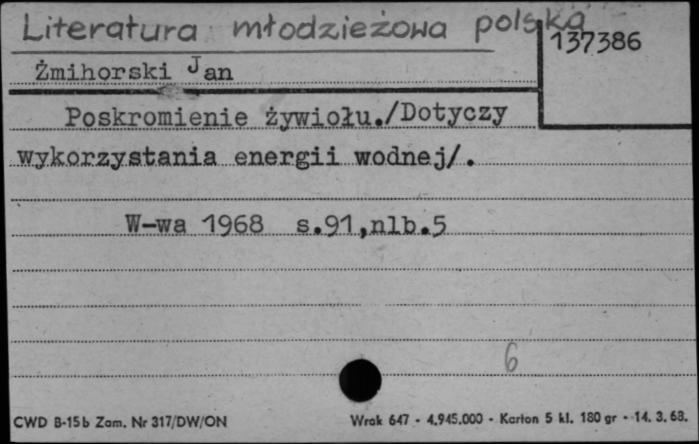 Literatura młodzieżowa polska
137386
Żmihorski Jan
Poskromienie żywiołu./Dotyczy
wykorzystania energii wodnej/.
W-wa 1968 s.91,nlb.5
6
CWD B-15b Zam. Nr 317/DW/ON Wrak 647 - 4.945.000 - Karton 5 kl. 180 gr - 14. 3. 68.